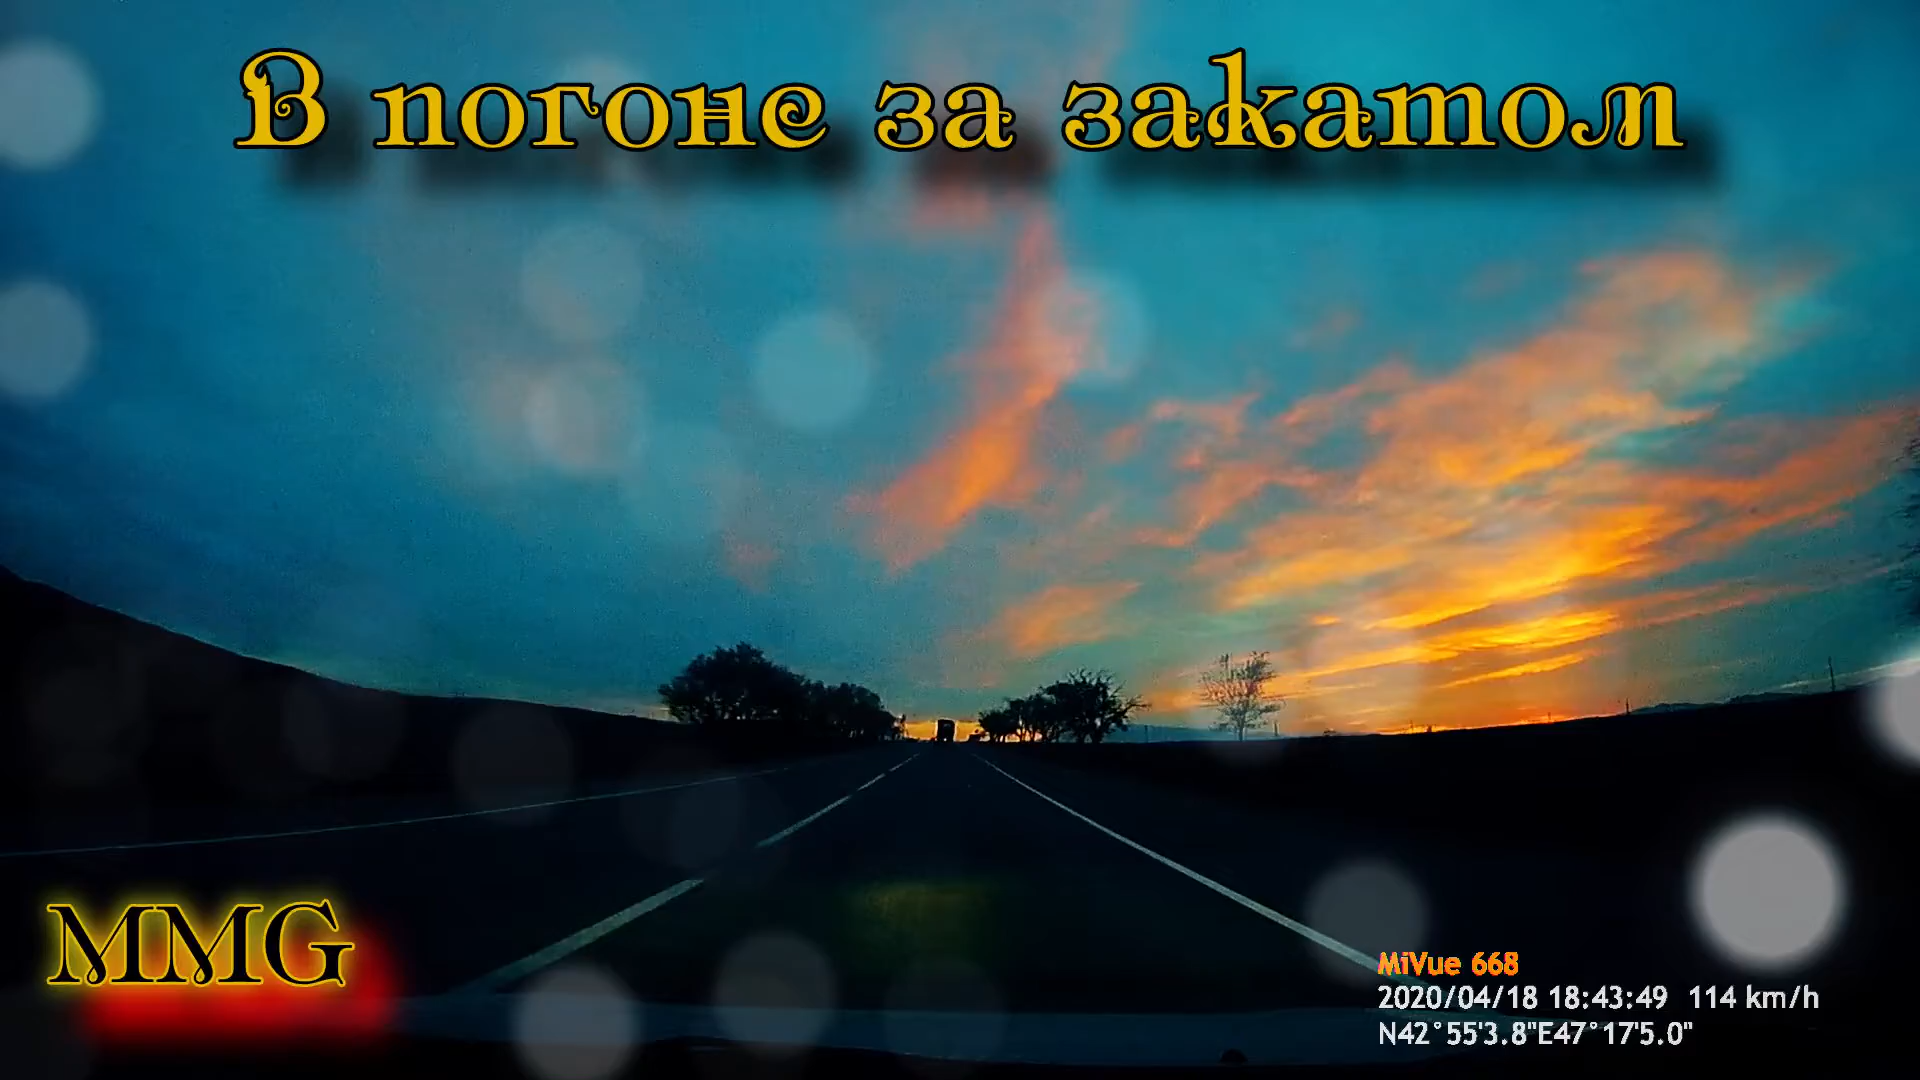 В погоне за закатом
MMG
MiVue 668
2020/04/18 18:43:49 114 km/h
N42°55'3.8"E47°17'5.0"